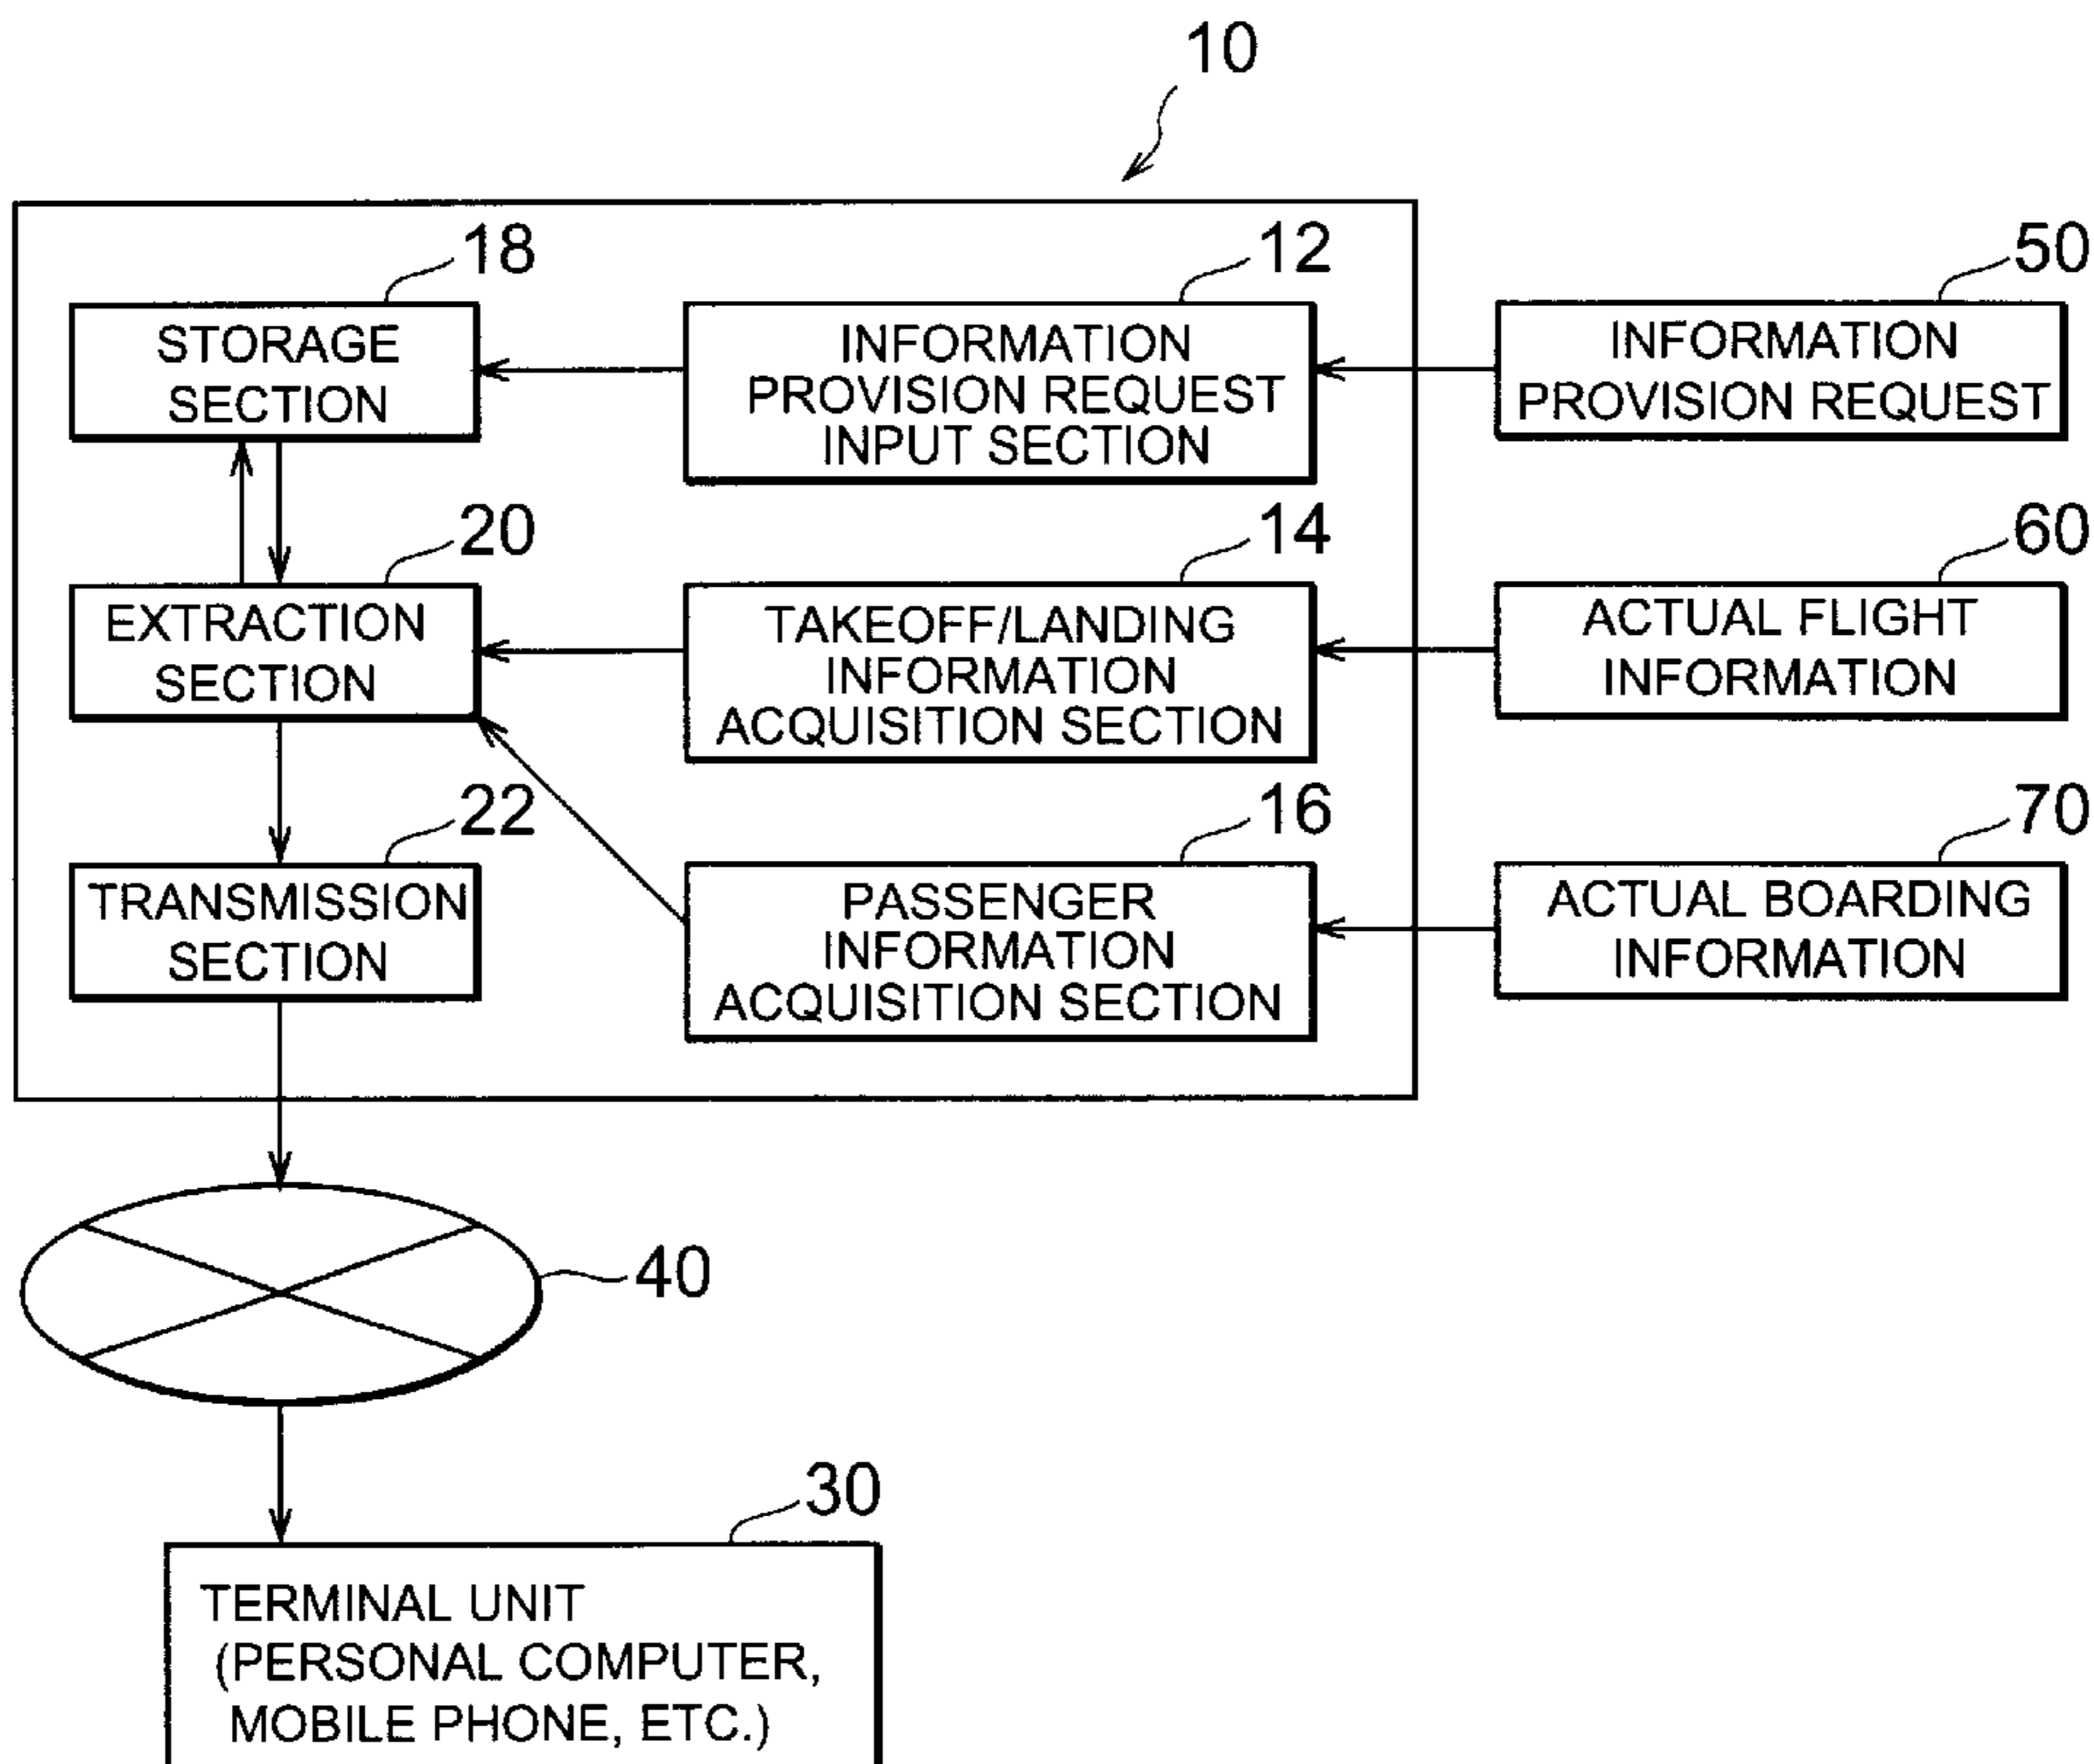 10
18
12
50
STORAGE
SECTION
INFORMATION
PROVISION REQUEST
INPUT SECTION
INFORMATION
PROVISION REQUEST
20
14
60
EXTRACTION
SECTION
TAKEOFF/LANDING
INFORMATION
ACQUISITION SECTION
ACTUAL FLIGHT
INFORMATION
22
16
70
TRANSMISSION
SECTION
PASSENGER
INFORMATION
ACQUISITION SECTION
ACTUAL BOARDING
INFORMATION
40
30
TERMINAL UNIT
(PERSONAL COMPUTER,
MOBILE PHONE, ETC.)